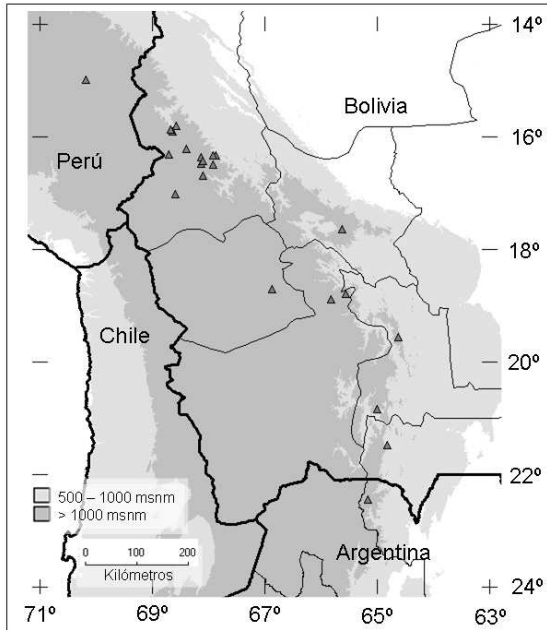 14º
Bolivia
16º
Perú
18º
Chile
20º
22º
500 – 1000 msnm
> 1000 msnm
0 100 200
Kilómetros
Argentina
24º
71º 69º 67º 65º 63º